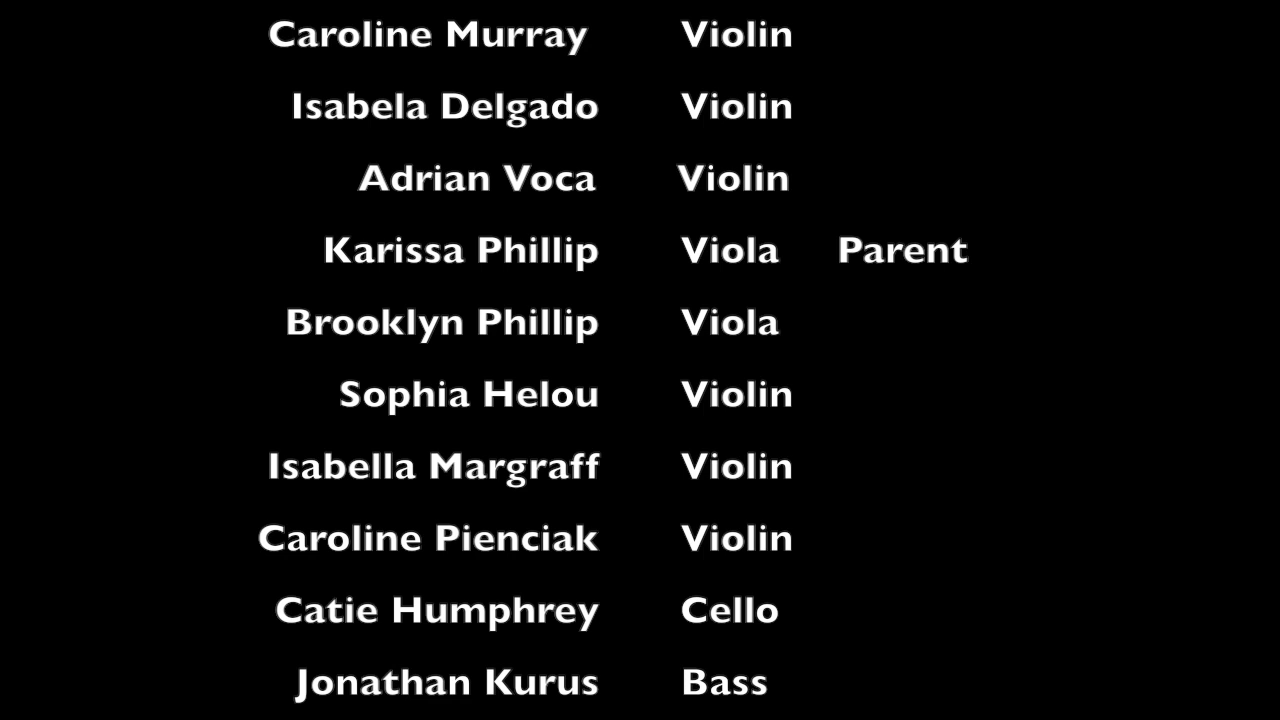 Caroline Murray Violin
Isabela Delgado Violin
Adrian Voca Violin
Karissa Phillip Viola Parent
Brooklyn Phillip Viola
Sophia Helou Violin
Isabella Margraff Violin
Caroline Pienciak Violin
Catie Humphrey Cello
Jonathan Kurus Bass